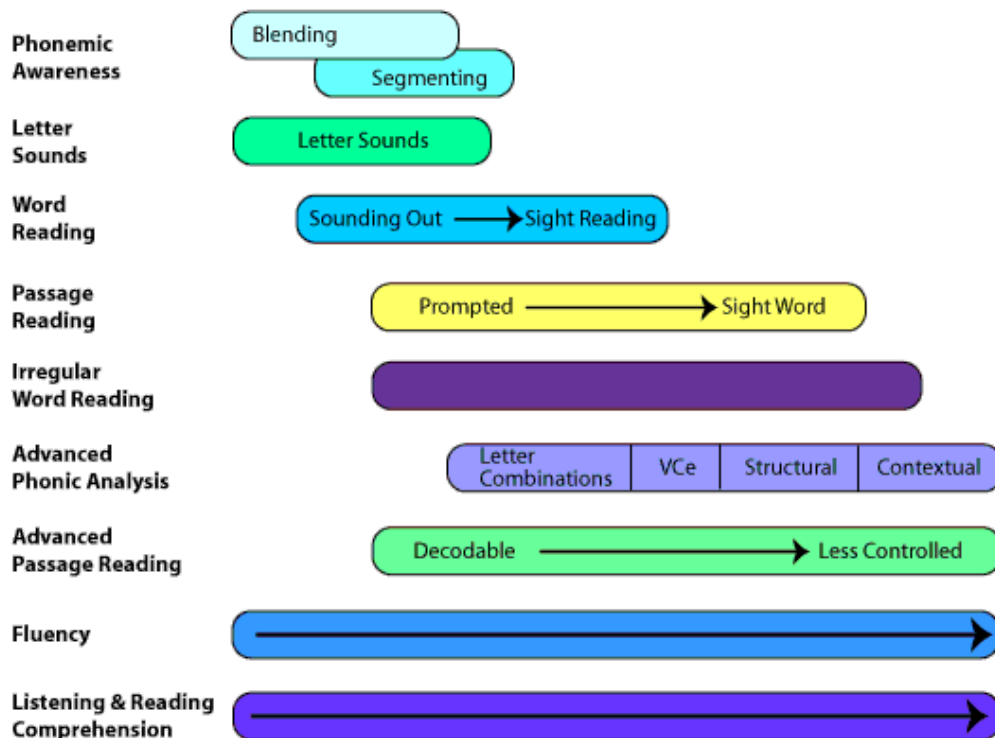 Phonemic
Awareness
Blending
Segmenting
Letter
Sounds
Letter Sounds
Word
Reading
Sounding Out Sight Reading
Passage
Reading
Prompted Sight Word
Irregular
Word Reading
Advanced
Phonic Analysis
Letter
Combinations
VCe
Structural
Contextual
Advanced
Passage Reading
Decodable Less Controlled
Fluency
Listening & Reading
Comprehension